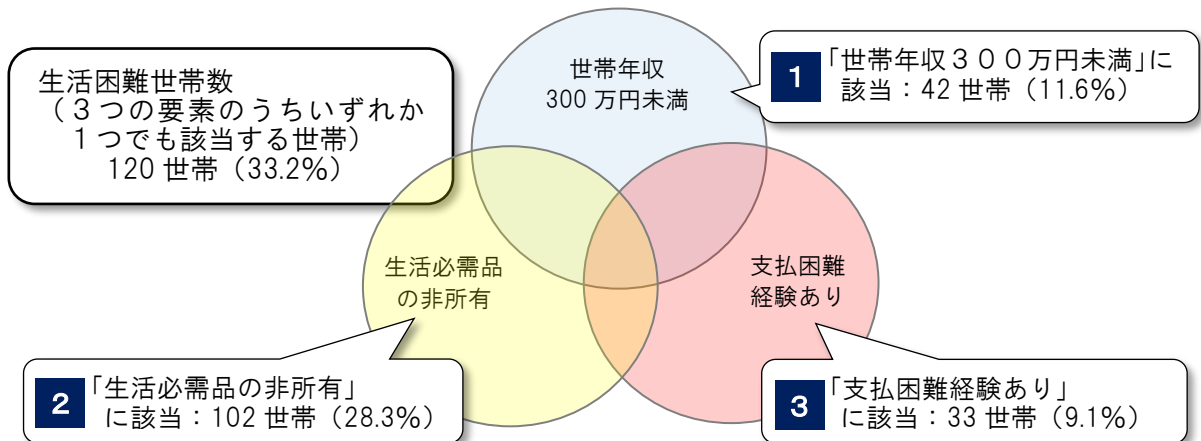 生活困難世帯数
（３つの要素のうちいずれか
１つでも該当する世帯）
120 世帯（33.2%）
世帯年収
300 万円未満
1
「世帯年収３００万円未満」に
該当：42 世帯（11.6%）
生活必需品
の非所有
支払困難
経験あり
2
「生活必需品の非所有」
に該当：102 世帯（28.3%）
3
「支払困難経験あり」
に該当：33 世帯（9.1%）